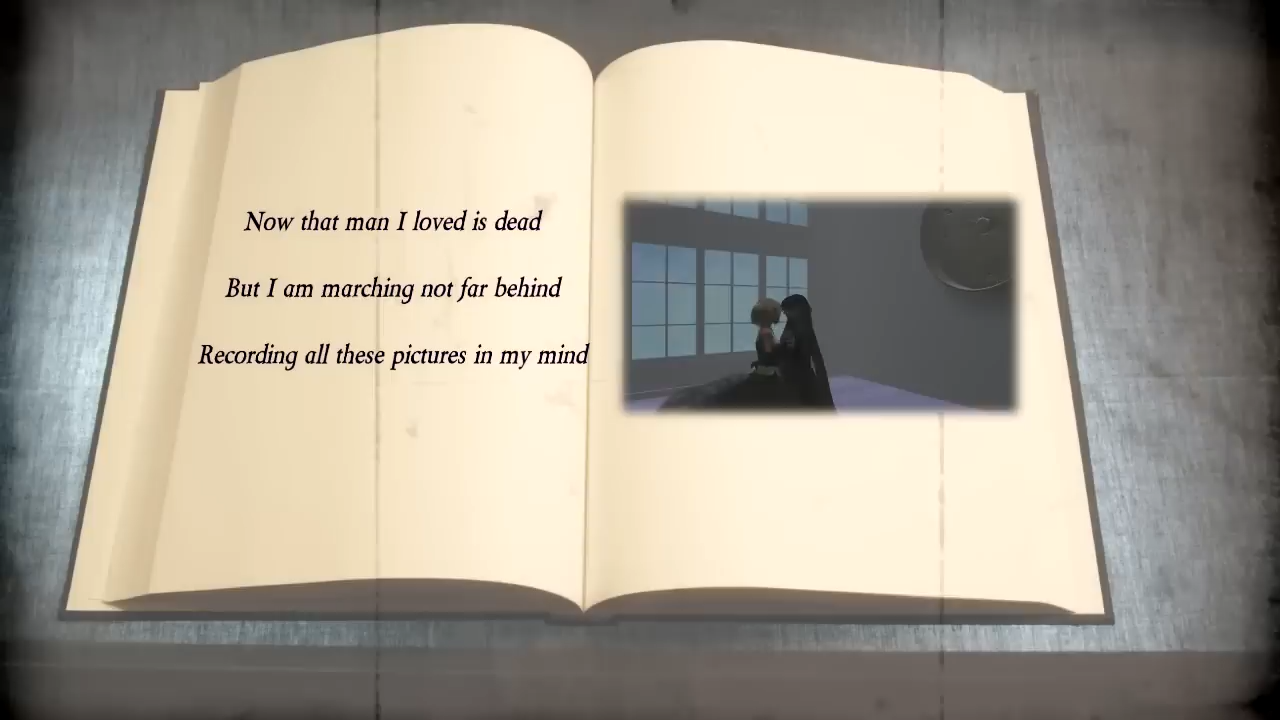 Now that man I loved is dead
But I am marching not far behind
Recording all these pictures in my mind